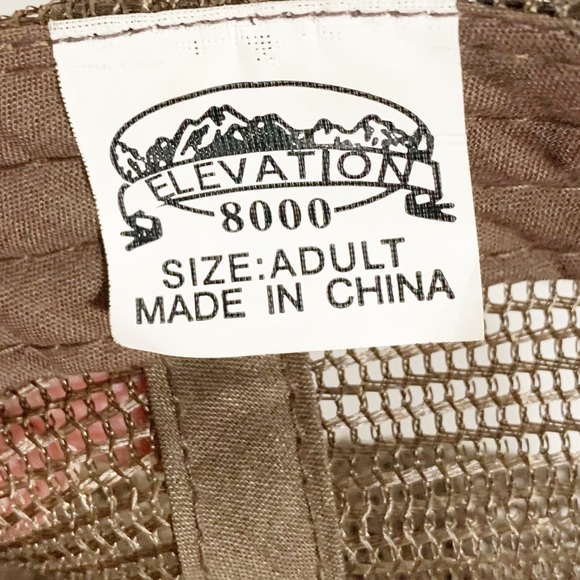 ELEVATION
8000
SIZE: ADULT
MADE IN CHINA